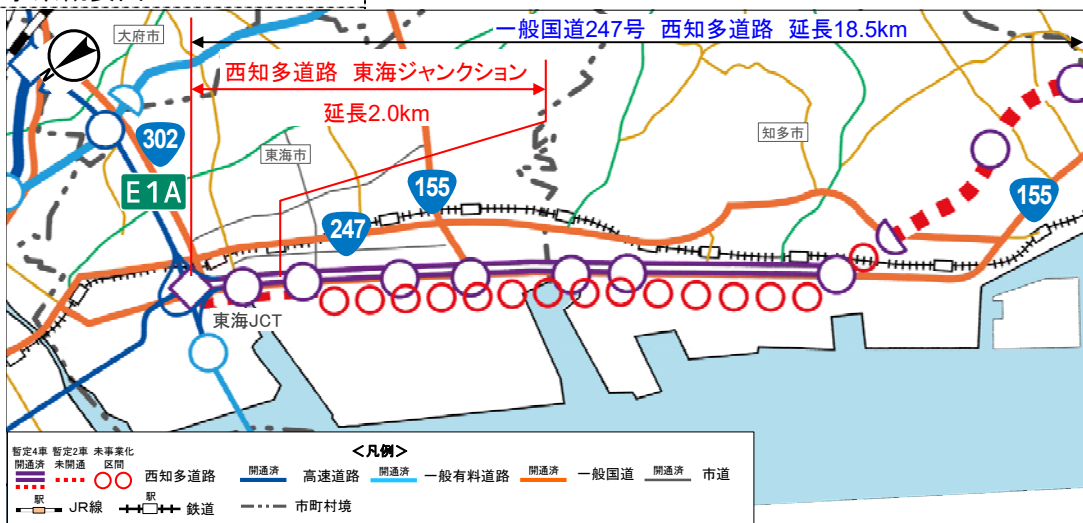 一般国道247号 西知多道路 延長18.5km
大府市
西知多道路 東海ジャンクション
延長2.0km
302
東海市
知多市
E1A
155
155
247
東海JCT
<凡例>
暫定4車
開通済
暫定2車
未開通
未事業化
区間
西知多道路
開通済
高速道路
開通済
一般有料道路
開通済
一般国道
開通済
市道
駅
JR線
駅
鉄道
市町村境